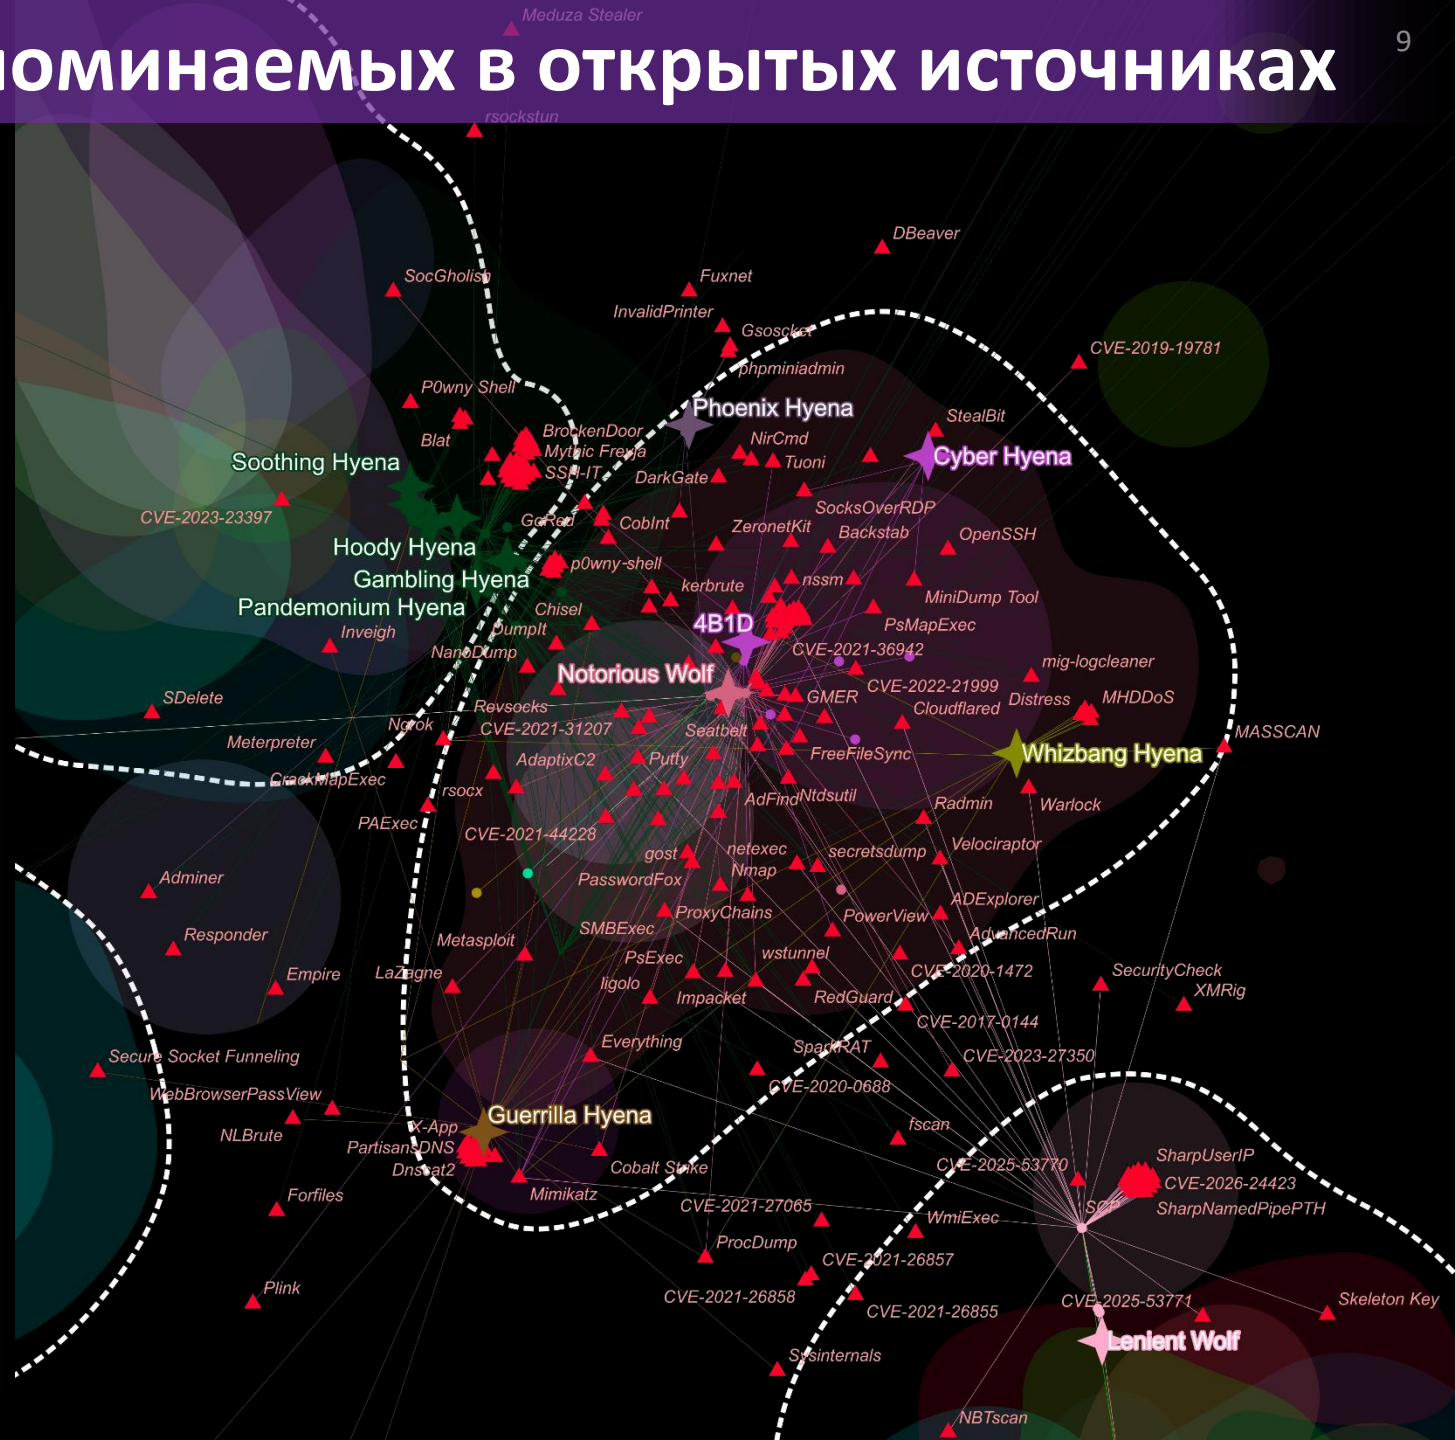 Meduza Stealer
9
поминаемых в открытых источниках
rsockstun
DBeaver
SocGholish
Fuxnet
InvalidPrinter
Gsoscket
CVE-2019-19781
phpminiadmin
P0wny Shell
Phoenix Hyena
StealBit
BrockenDoor
Blat
NirCmd
Mythic Freyja
Cyber Hyena
Soothing Hyena
Tuoni
SSH-IT
DarkGate
SocksOverRDP
CVE-2023-23397
GoRed
CobInt
ZeronetKit
Backstab
OpenSSH
Hoody Hyena
p0wny-shell
Gambling Hyena
kerbrute
nssm
MiniDump Tool
Pandemonium Hyena
Chisel
4B1D
PsMapExec
Inveigh
DumpIt
CVE-2021-36942
NanoDump
mig-logcleaner
Notorious Wolf
CVE-2022-21999
SDelete
GMER
Distress
MHDDoS
Revsocks
Cloudflared
Ngrok
CVE-2021-31207
Seatbelt
MASSCAN
Meterpreter
FreeFileSync
Whizbang Hyena
AdaptixC2
Putty
CrackMapExec
rsocx
AdFind
Ntdsutil
Radmin
Warlock
PAExec
CVE-2021-44228
Velociraptor
gost
netexec
secretsdump
Adminer
PasswordFox
Nmap
ADExplorer
ProxyChains
PowerView
SMBExec
Responder
Metasploit
AdvancedRun
PsExec
wstunnel
Empire
LaZagne
CVE-2020-1472
SecurityCheck
ligolo
Impacket
RedGuard
XMRig
CVE-2017-0144
Everything
SparkRAT
Secure Socket Funneling
CVE-2023-27350
CVE-2020-0688
WebBrowserPassView
Guerrilla Hyena
X-App
fscan
NLBrute
PartisansDNS
SharpUserIP
Dnscat2
Cobalt Strike
CVE-2025-53770
CVE-2026-24423
Forfiles
Mimikatz
CVE-2021-27065
SCP
SharpNamedPipePTH
WmiExec
ProcDump
CVE-2021-26857
Plink
CVE-2021-26858
CVE-2021-26855
CVE-2025-53771
Skeleton Key
Lenient Wolf
Sysinternals
NBTscan